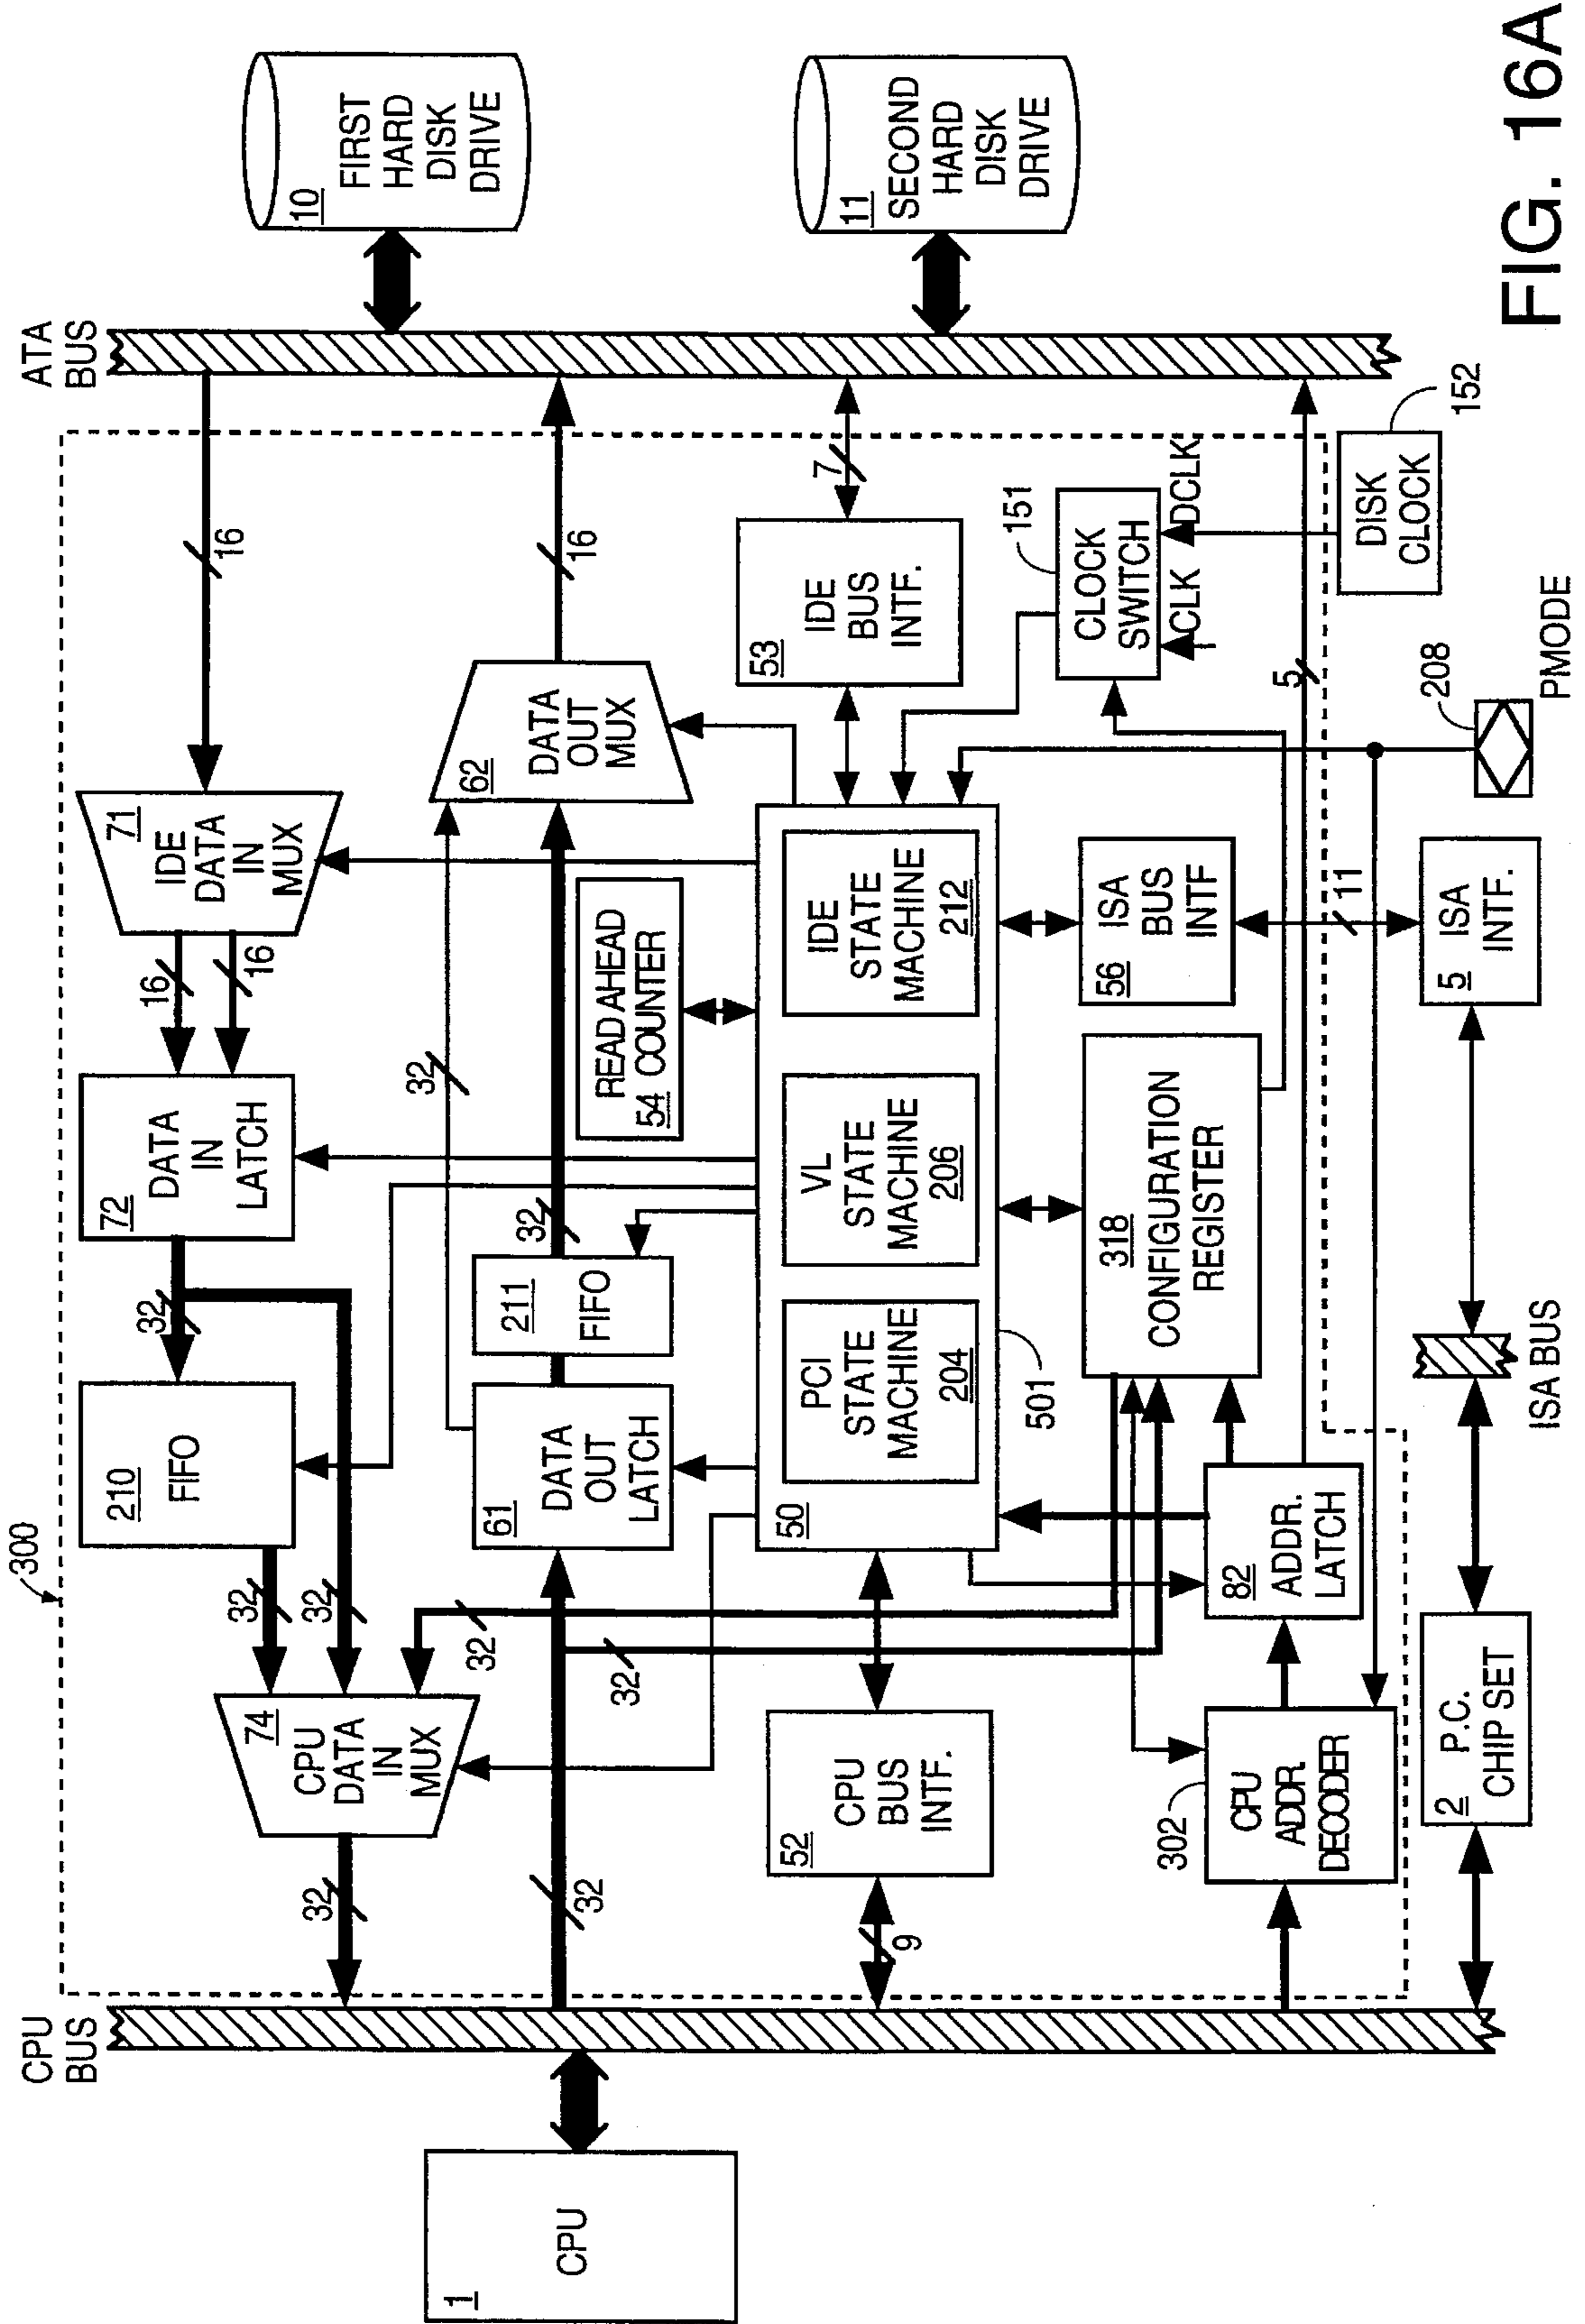 CPU
BUS
ATA
BUS
300
1
CPU
32
74
CPU
DATA
IN
MUX
32
32
32
210
FIFO
32
72
DATA
IN
LATCH
16
16
71
IDE
DATA
IN
MUX
16
10
FIRST
HARD
DISK
DRIVE
32
32
61
DATA
OUT
LATCH
211
FIFO
32
32
62
DATA
OUT
MUX
16
READ AHEAD
54 COUNTER
11
SECOND
HARD
DISK
DRIVE
9
52
CPU
BUS
INTF.
50
PCI
STATE
MACHINE
204
VL
STATE
MACHINE
206
IDE
STATE
MACHINE
212
501
53
IDE
BUS
INTF.
7
302
CPU
ADDR.
DECODER
82
ADDR.
LATCH
318
CONFIGURATION
REGISTER
56
ISA
BUS
INTF
151
CLOCK
SWITCH
CLK
DCLK
5
11
2
P.C.
CHIP SET
ISA BUS
5
ISA
INTF.
208
PMODE
DISK
CLOCK
152
FIG. 16A